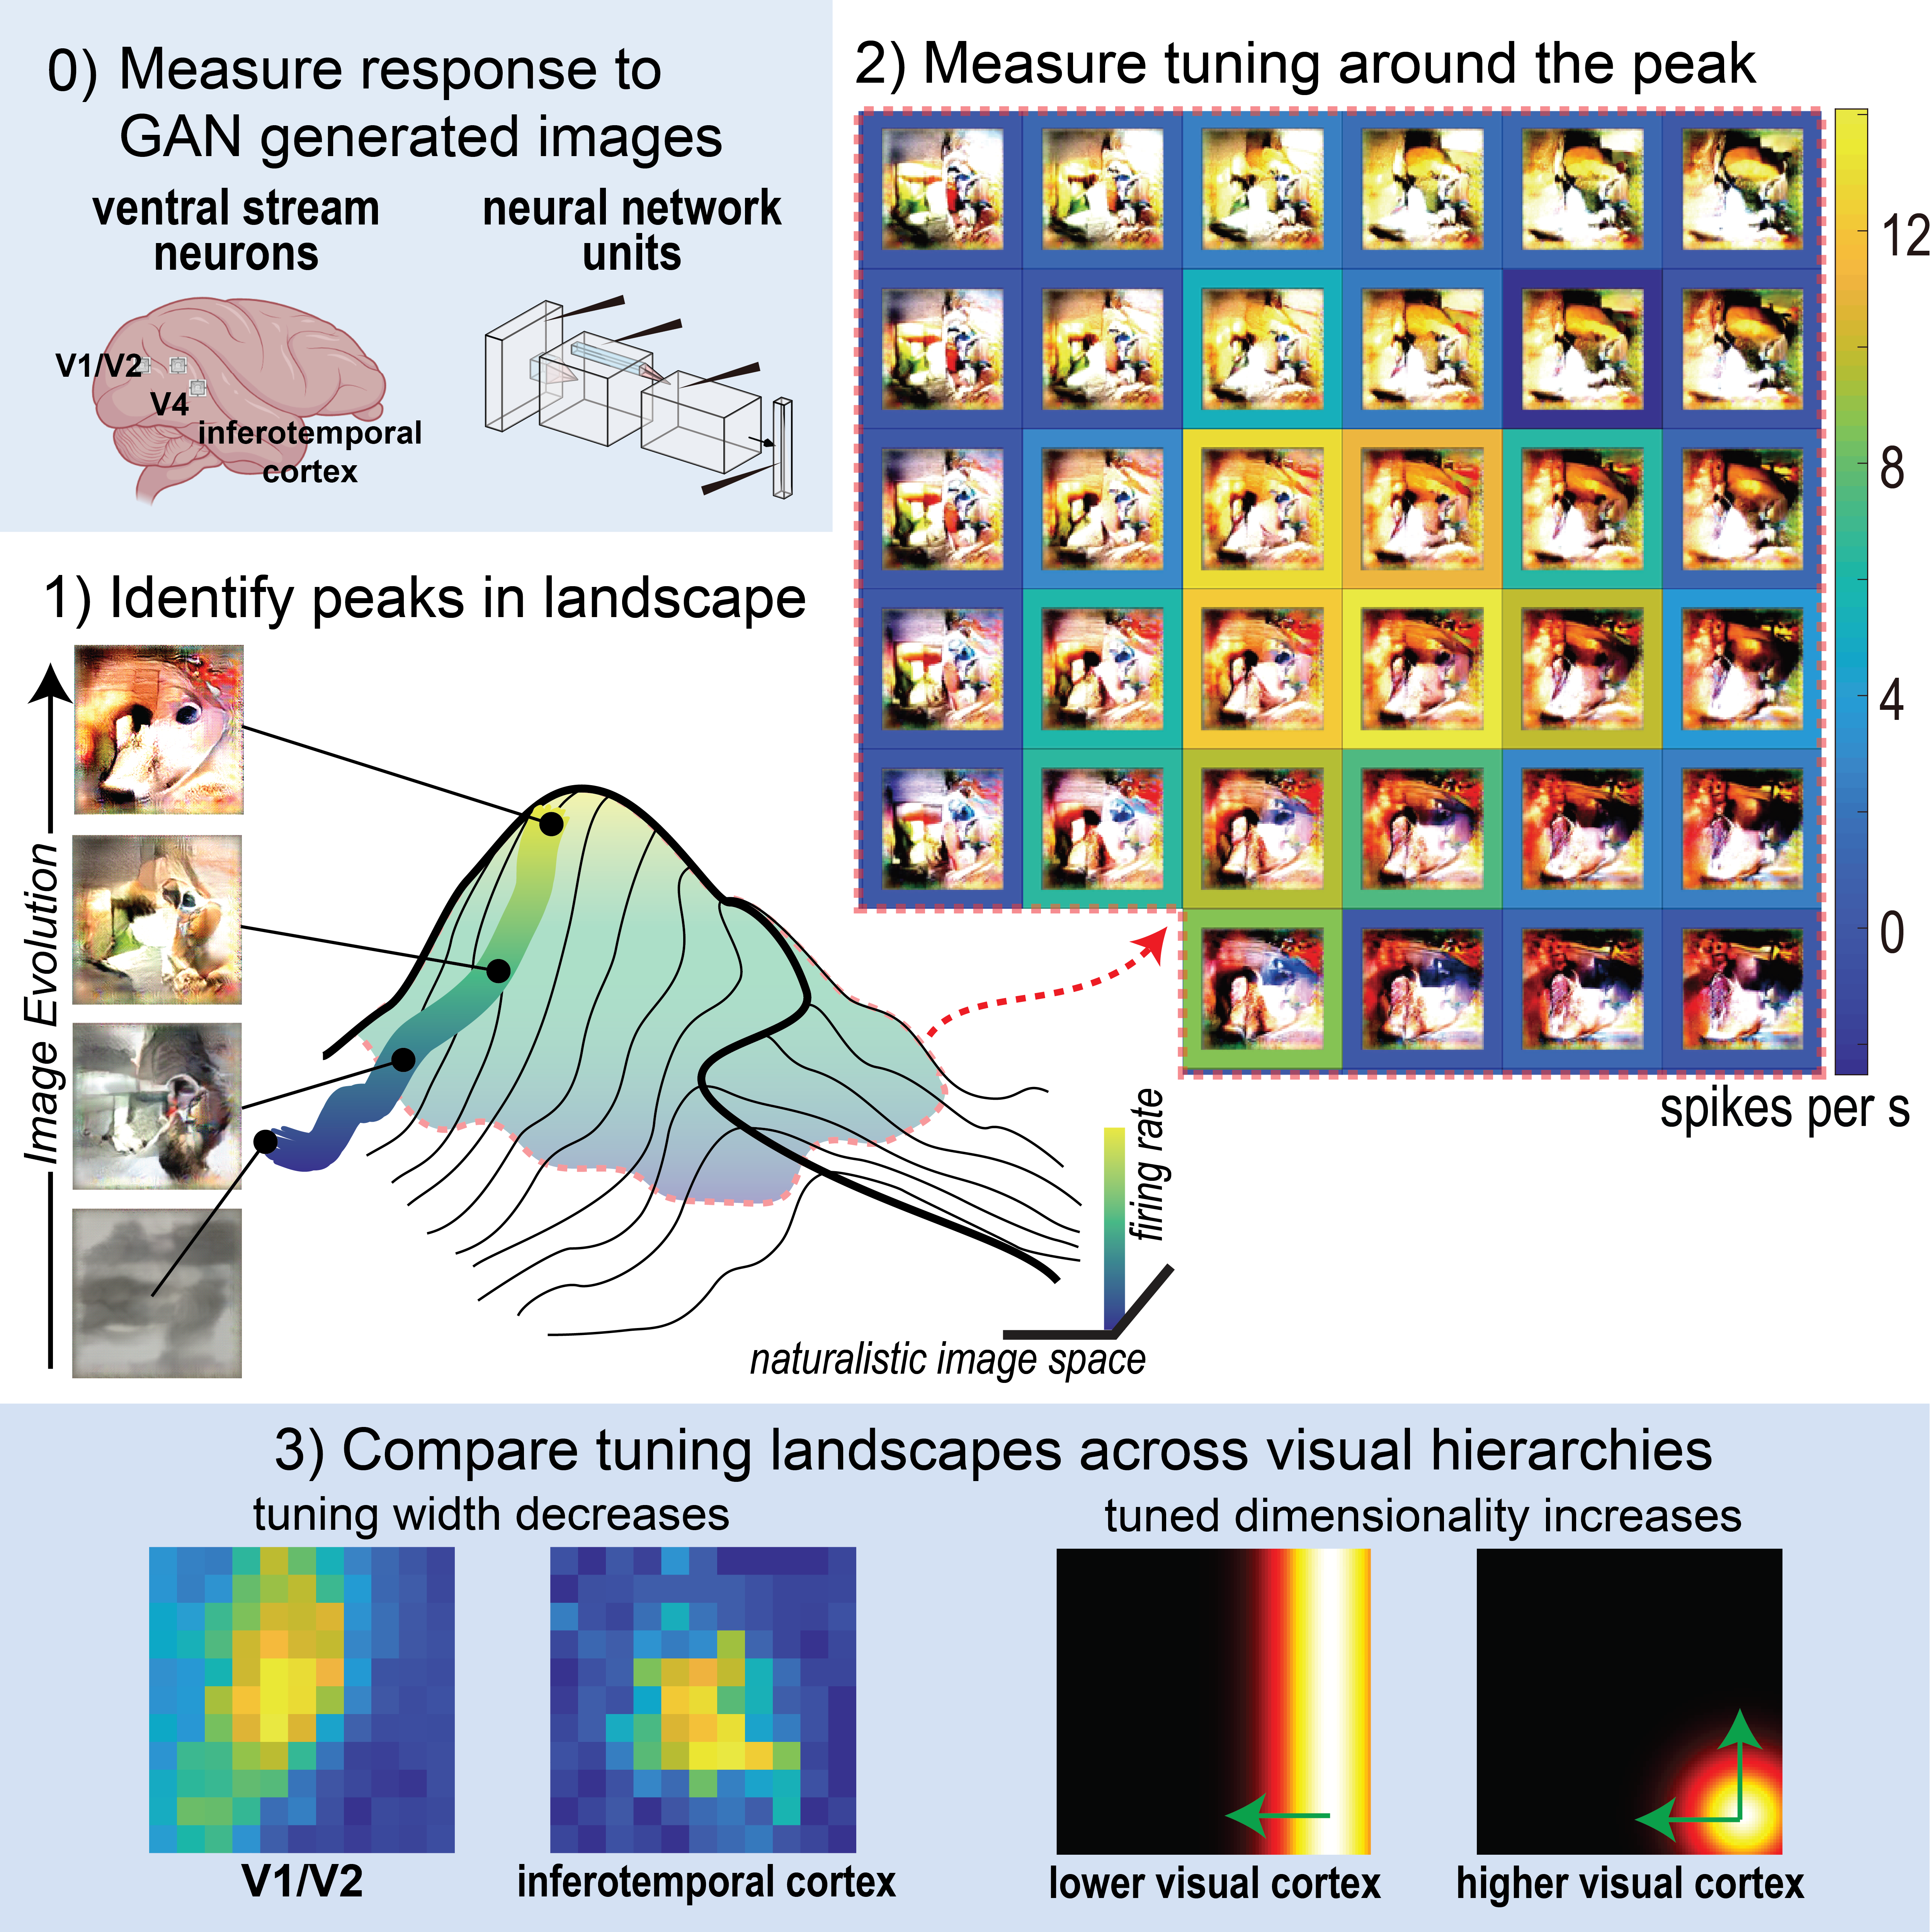 0) Measure response to
GAN generated images
ventral stream
neurons
neural network
units
V1/V2
V4
inferotemporal
cortex
1) Identify peaks in landscape
Image Evolution
firing rate
naturalistic image space
2) Measure tuning around the peak
12
8
4
0
spikes per s
3) Compare tuning landscapes across visual hierarchies
tuning width decreases
V1/V2
inferotemporal cortex
tuned dimensionality increases
lower visual cortex
higher visual cortex